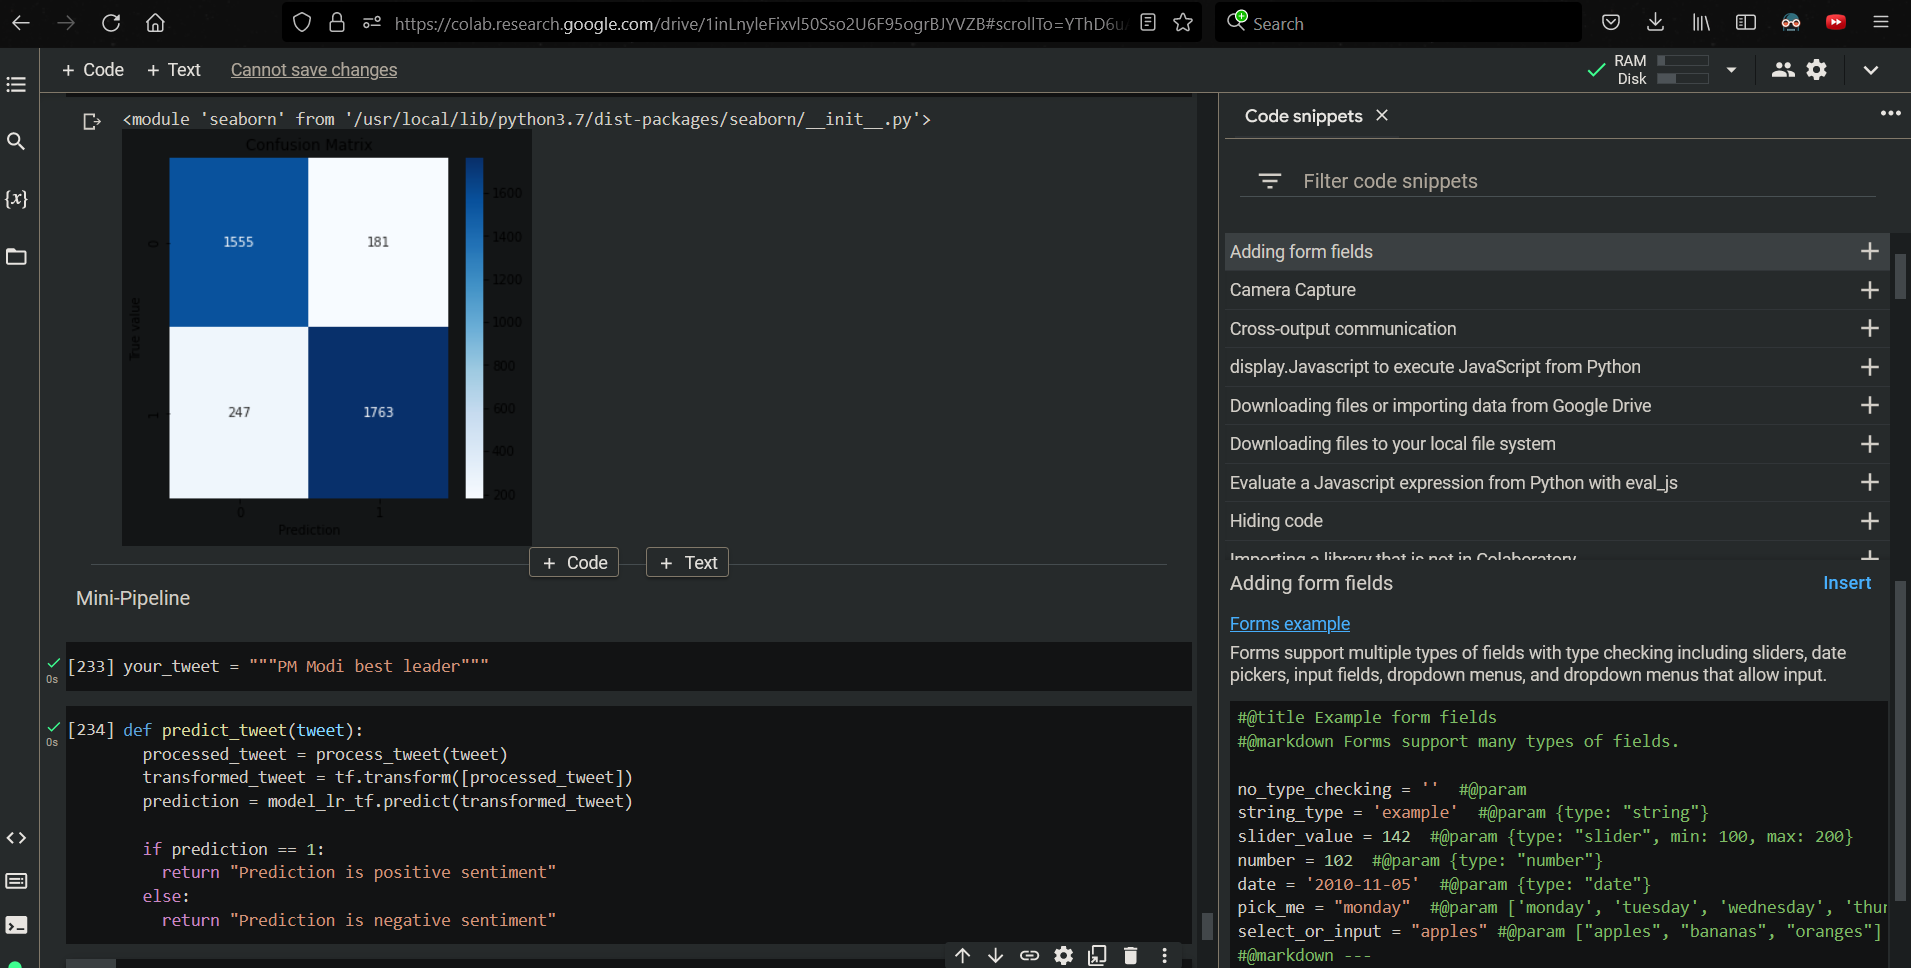 https://colab.research.google.com/drive/1inLnyleFixvl50Sso2U6F95ogrBJYVZB#scrollTo=YThD6u
Search
+ Code + Text Cannot save changes
RAM
Disk
<module 'seaborn' from '/usr/local/lib/python3.7/dist-packages/seaborn/__init__.py'>
Confusion Matrix
1555 181
247 1763
0
1
True value
0 1
Prediction
1600
1400
1200
1000
800
600
400
200
+ Code + Text
Mini-Pipeline
[233] your_tweet = """PM Modi best leader"""
0s
[234] def predict_tweet(tweet):
0s
processed_tweet = process_tweet(tweet)
transformed_tweet = tf.transform([processed_tweet])
prediction = model_lr_tf.predict(transformed_tweet)
if prediction == 1:
return "Prediction is positive sentiment"
else:
return "Prediction is negative sentiment"
{x}
Code snippets
Filter code snippets
Adding form fields
Camera Capture
Cross-output communication
display.Javascript to execute JavaScript from Python
Downloading files or importing data from Google Drive
Downloading files to your local file system
Evaluate a Javascript expression from Python with eval_js
Hiding code
Importing a library that is not in Colaboratory
Adding form fields Insert
Forms example
Forms support multiple types of fields with type checking including sliders, date
pickers, input fields, dropdown menus, and dropdown menus that allow input.
#@title Example form fields
#@markdown Forms support many types of fields.
no_type_checking = '' #@param
string_type = 'example' #@param {type: "string"}
slider_value = 142 #@param {type: "slider", min: 100, max: 200}
number = 102 #@param {type: "number"}
date = '2010-11-05' #@param {type: "date"}
pick_me = "monday" #@param ['monday', 'tuesday', 'wednesday', 'thur
select_or_input = "apples" #@param ["apples", "bananas", "oranges"]
#@markdown ---